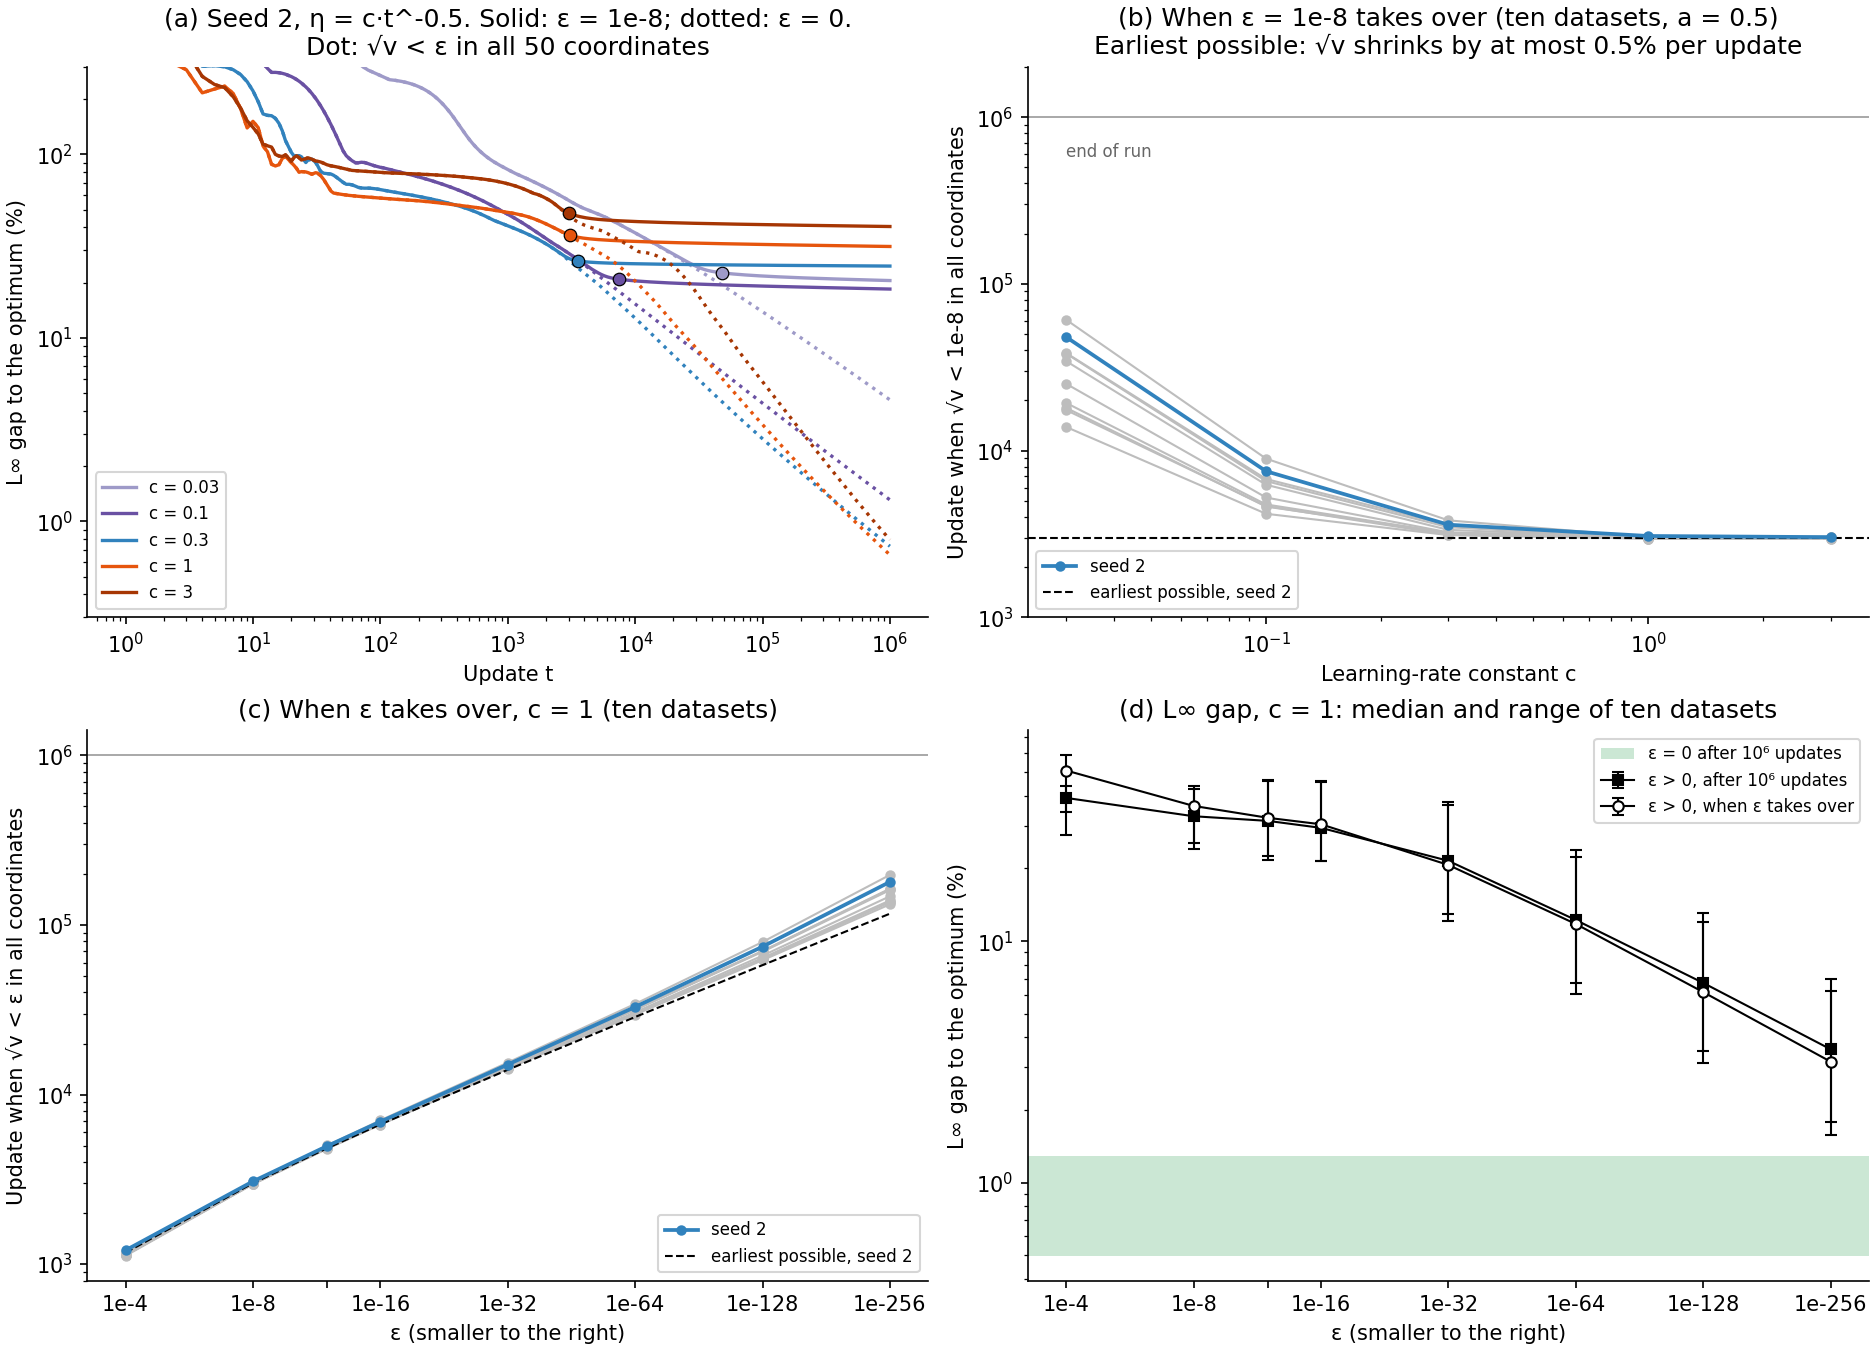 (a) Seed 2, η = c·t^-0.5. Solid: ε = 1e-8; dotted: ε = 0.
Dot: √v < ε in all 50 coordinates
L∞ gap to the optimum (%)
10²
10¹
10⁰
c = 0.03
c = 0.1
c = 0.3
c = 1
c = 3
10⁰ 10¹ 10² 10³ 10⁴ 10⁵ 10⁶
Update t
(b) When ε = 1e-8 takes over (ten datasets, a = 0.5)
Earliest possible: √v shrinks by at most 0.5% per update
Update when √v < 1e-8 in all coordinates
10⁶
end of run
10⁵
10⁴
10³
seed 2
earliest possible, seed 2
10⁻¹ 10⁰
Learning-rate constant c
(c) When ε takes over, c = 1 (ten datasets)
Update when √v < ε in all coordinates
10⁶
10⁵
10⁴
10³
seed 2
earliest possible, seed 2
1e-4 1e-8 1e-16 1e-32 1e-64 1e-128 1e-256
ε (smaller to the right)
(d) L∞ gap, c = 1: median and range of ten datasets
L∞ gap to the optimum (%)
ε = 0 after 10⁶ updates
ε > 0, after 10⁶ updates
ε > 0, when ε takes over
10¹
10⁰
1e-4 1e-8 1e-16 1e-32 1e-64 1e-128 1e-256
ε (smaller to the right)